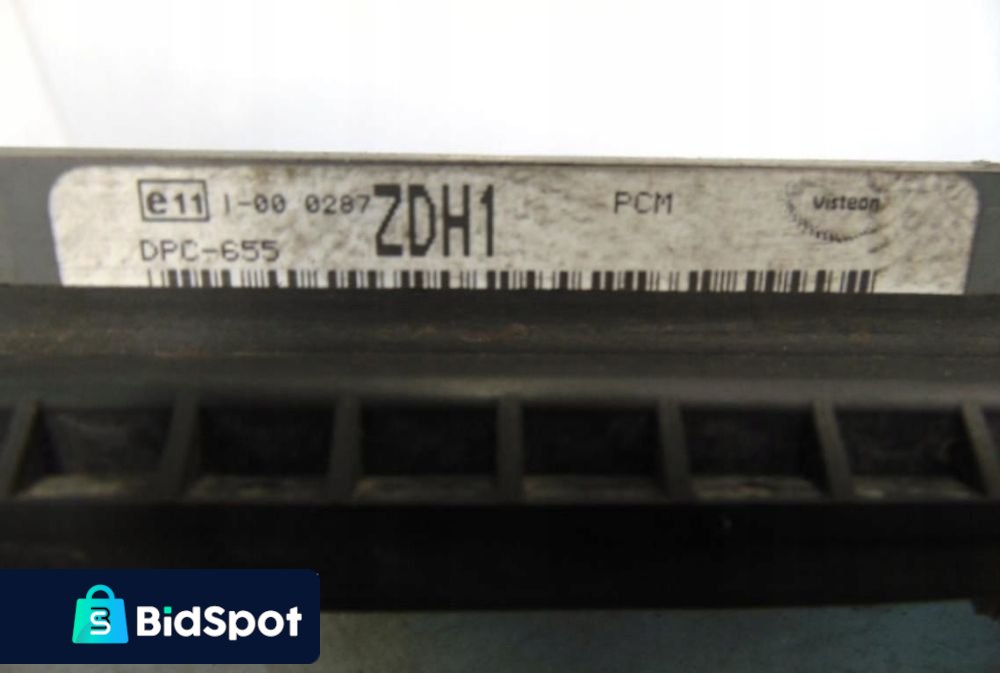 e11 1-00 0287 ZDH1 PCM visteon
DPC-655
BidSpot